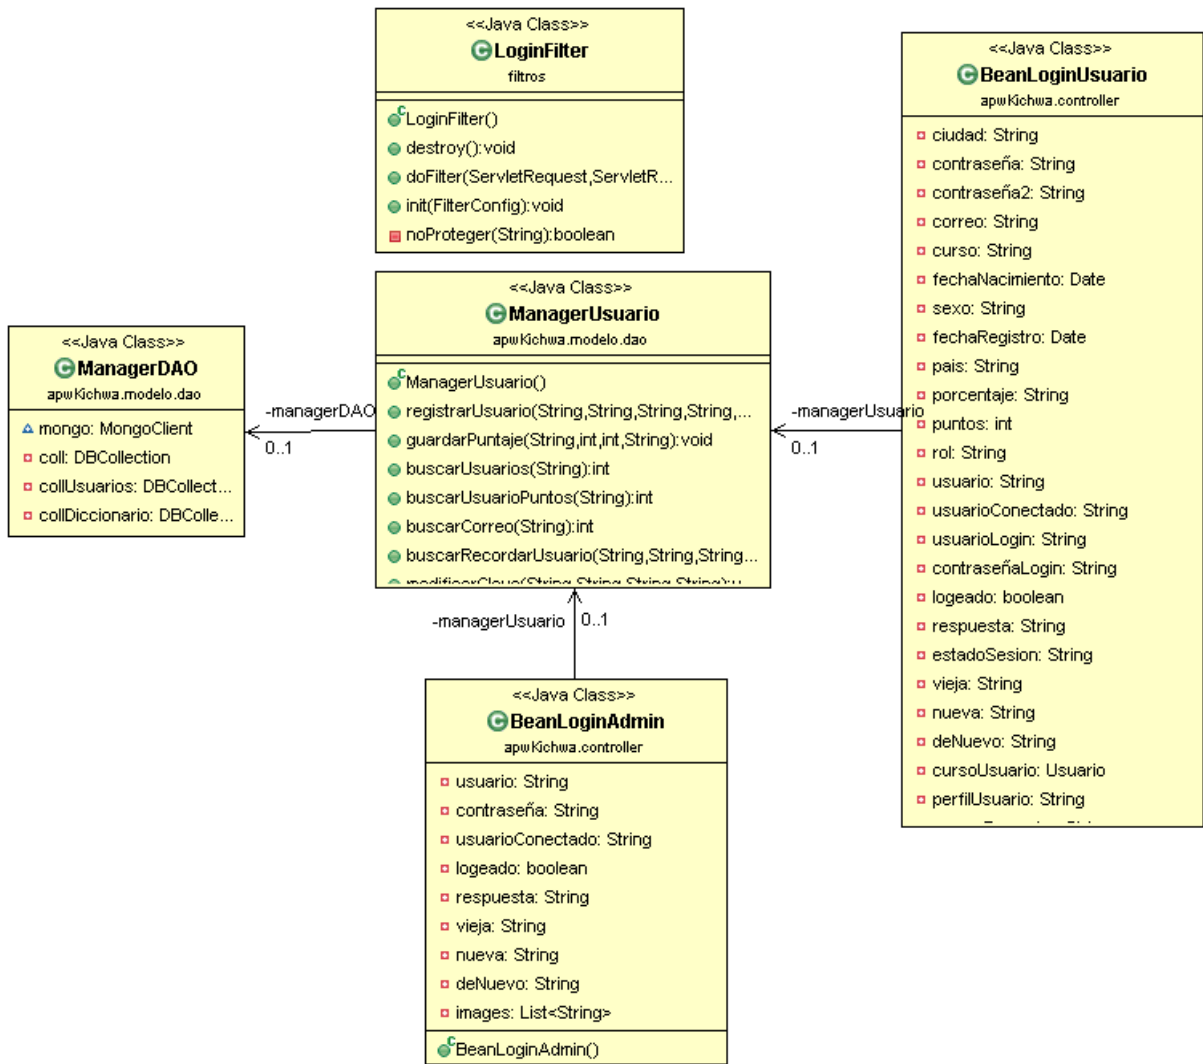 <<Java Class>>
LoginFilter
filtros
LoginFilter()
destroy():void
doFilter(ServletRequest,ServletR...
init(FilterConfig):void
noProteger(String):boolean
<<Java Class>>
BeanLoginUsuario
apwKichwa.controller
ciudad: String
contraseña: String
contraseña2: String
correo: String
curso: String
fechaNacimiento: Date
sexo: String
fechaRegistro: Date
pais: String
porcentaje: String
puntos: int
rol: String
usuario: String
usuarioConectado: String
usuarioLogin: String
contraseñaLogin: String
logeado: boolean
respuesta: String
estadoSesion: String
vieja: String
nueva: String
deNuevo: String
cursoUsuario: Usuario
perfilUsuario: String
<<Java Class>>
ManagerUsuario
apwKichwa.modelo.dao
ManagerUsuario()
registrarUsuario(String,String,String,String,...
guardarPuntaje(String,int,int,String):void
buscarUsuarios(String):int
buscarUsuarioPuntos(String):int
buscarCorreo(String):int
buscarRecordarUsuario(String,String,String...
<<Java Class>>
ManagerDAO
apwKichwa.modelo.dao
mongo: MongoClient
coll: DBCollection
collUsuarios: DBCollect...
collDiccionario: DBColle...
-managerDAO
0..1
-managerUsuario
0..1
-managerUsuario
0..1
<<Java Class>>
BeanLoginAdmin
apwKichwa.controller
usuario: String
contraseña: String
usuarioConectado: String
logeado: boolean
respuesta: String
vieja: String
nueva: String
deNuevo: String
images: List<String>
BeanLoginAdmin()